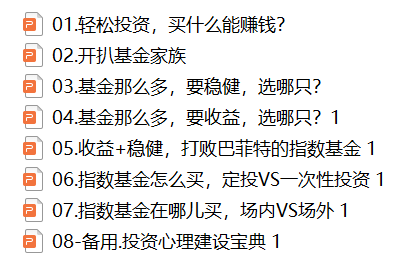 01.轻松投资，买什么能赚钱？
02.开扒基金家族
03.基金那么多，要稳健，选哪只？
04.基金那么多，要收益，选哪只？1
05.收益+稳健，打败巴菲特的指数基金 1
06.指数基金怎么买，定投VS一次性投资 1
07.指数基金在哪儿买，场内VS场外 1
08-备用.投资心理建设宝典 1